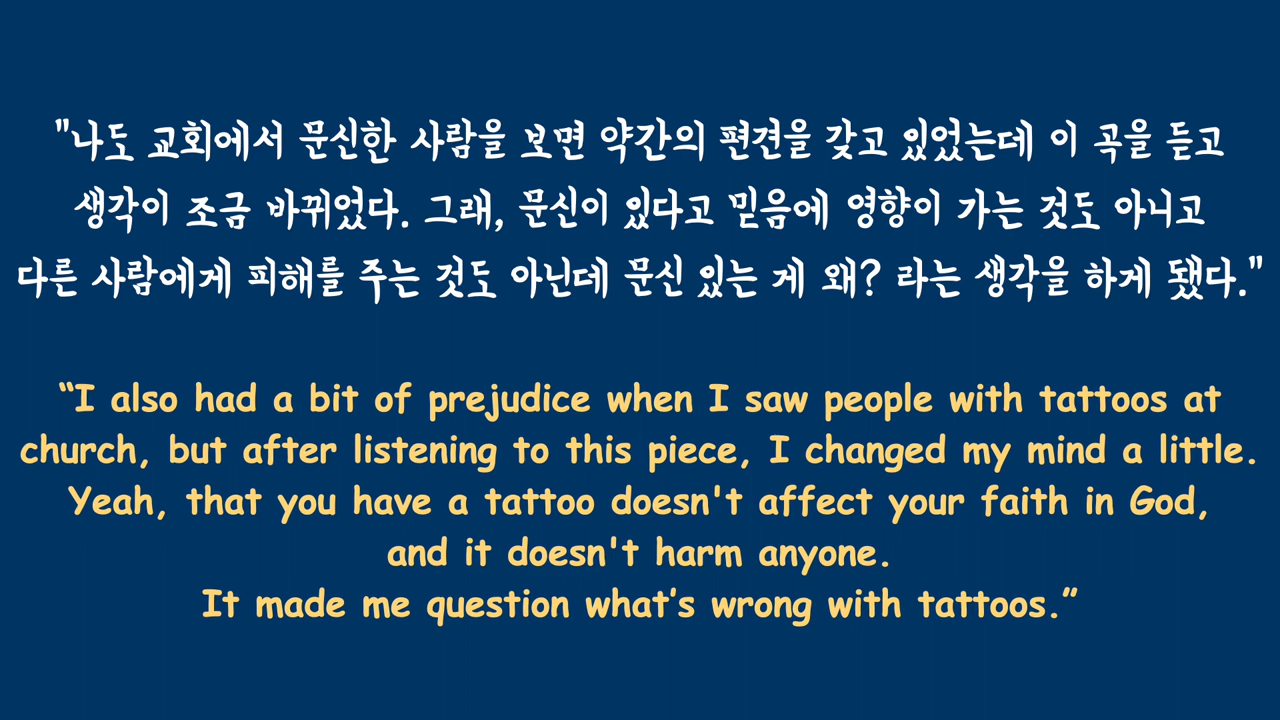 "나도 교회에서 문신한 사람을 보면 약간의 편견을 갖고 있었는데 이 곡을 듣고
생각이 조금 바뀌었다. 그래, 문신이 있다고 믿음에 영향이 가는 것도 아니고
다른 사람에게 피해를 주는 것도 아닌데 문신 있는 게 왜? 라는 생각을 하게 됐다."
“I also had a bit of prejudice when I saw people with tattoos at
church, but after listening to this piece, I changed my mind a little.
Yeah, that you have a tattoo doesn't affect your faith in God,
and it doesn't harm anyone.
It made me question what’s wrong with tattoos.”